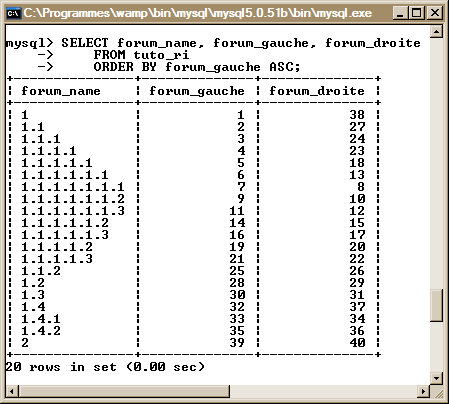 C:\Programmes\wamp\bin\mysql\mysql5.0.51b\bin\mysql.exe
mysql> SELECT forum_name, forum_gauche, forum_droite
-> FROM tuto_ri
-> ORDER BY forum_gauche ASC;
+------------------+--------------+--------------+
| forum_name | forum_gauche | forum_droite |
+------------------+--------------+--------------+
| 1 | 1 | 38 |
| 1.1 | 2 | 27 |
| 1.1.1 | 3 | 24 |
| 1.1.1.1 | 4 | 23 |
| 1.1.1.1.1 | 5 | 18 |
| 1.1.1.1.1.1 | 6 | 13 |
| 1.1.1.1.1.1.1 | 7 | 8 |
| 1.1.1.1.1.1.2 | 9 | 10 |
| 1.1.1.1.1.1.3 | 11 | 12 |
| 1.1.1.1.1.2 | 14 | 15 |
| 1.1.1.1.1.3 | 16 | 17 |
| 1.1.1.1.2 | 19 | 20 |
| 1.1.1.1.3 | 21 | 22 |
| 1.1.2 | 25 | 26 |
| 1.2 | 28 | 29 |
| 1.3 | 30 | 31 |
| 1.4 | 32 | 37 |
| 1.4.1 | 33 | 34 |
| 1.4.2 | 35 | 36 |
| 2 | 39 | 40 |
+------------------+--------------+--------------+
20 rows in set (0.00 sec)